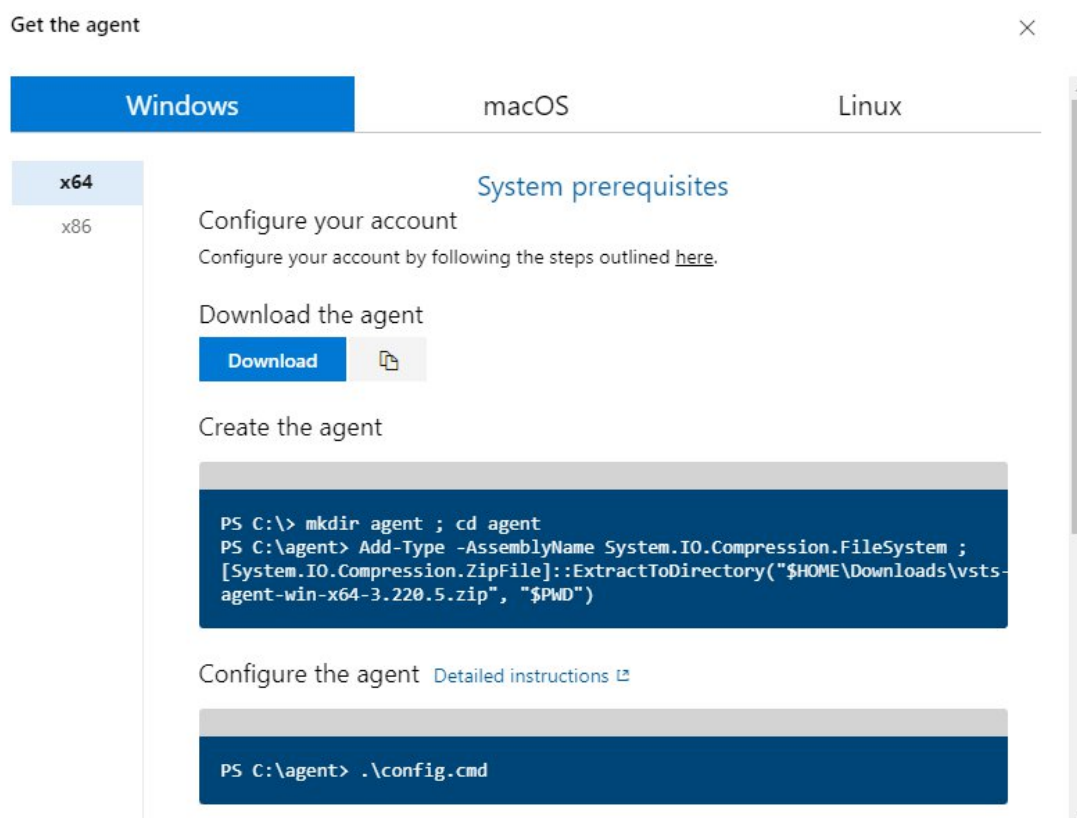 Get the agent
Windows
macOS
Linux
x64
x86
System prerequisites
Configure your account
Configure your account by following the steps outlined here.
Download the agent
Download
Create the agent
PS C:\> mkdir agent ; cd agent
PS C:\agent> Add-Type -AssemblyName System.IO.Compression.FileSystem ;
[System.IO.Compression.ZipFile]::ExtractToDirectory("$HOME\Downloads\vsts-
agent-win-x64-3.220.5.zip", "$PWD")
Configure the agent Detailed instructions
PS C:\agent> .\config.cmd